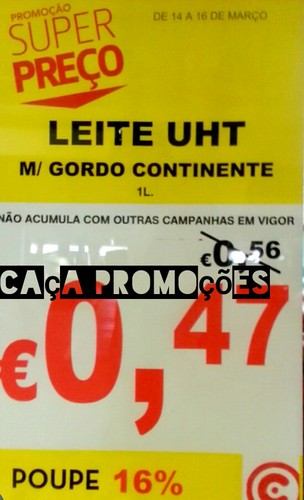 PROMOÇÃO
DE 14 A 16 DE MARÇO
SUPER
PREÇO
LEITE UHT
M/ GORDO CONTINENTE
1L.
NÃO ACUMULA COM OUTRAS CAMPANHAS EM VIGOR
€0,56
CAÇA PROMOÇÕES
€0,47
POUPE 16%